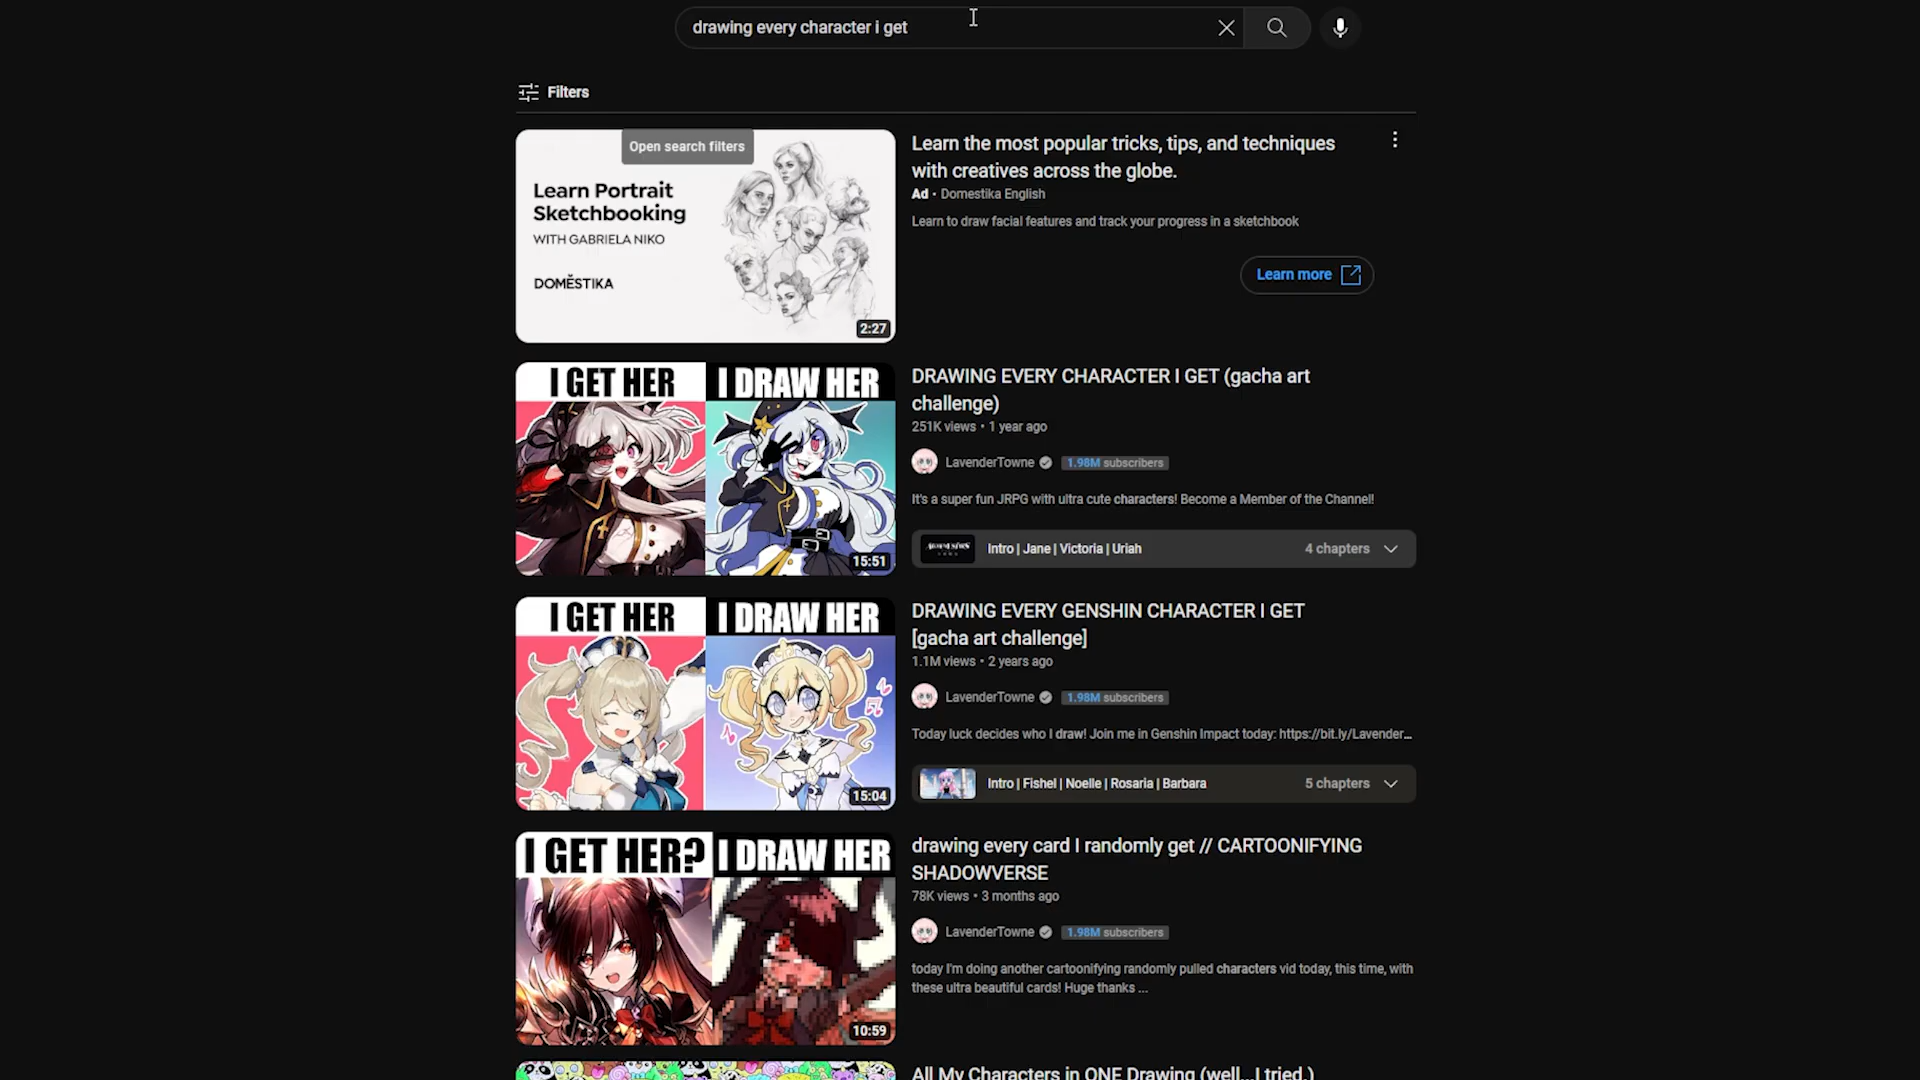 drawing every character i get
Filters
Open search filters
Learn Portrait
Sketchbooking
WITH GABRIELA NIKO
DOMĚSTIKA
2:27
Learn the most popular tricks, tips, and techniques
with creatives across the globe.
Ad • Domestika English
Learn to draw facial features and track your progress in a sketchbook
Learn more
I GET HER
I DRAW HER
15:51
DRAWING EVERY CHARACTER I GET (gacha art
challenge)
251K views • 1 year ago
LavenderTowne 1.98M subscribers
It's a super fun JRPG with ultra cute characters! Become a Member of the Channel!
Intro | Jane | Victoria | Uriah 4 chapters
I GET HER
I DRAW HER
15:04
DRAWING EVERY GENSHIN CHARACTER I GET
[gacha art challenge]
1.1M views • 2 years ago
LavenderTowne 1.98M subscribers
Today luck decides who I draw! Join me in Genshin Impact today: https://bit.ly/Lavender...
Intro | Fishel | Noelle | Rosaria | Barbara 5 chapters
I GET HER?
I DRAW HER
10:59
drawing every card I randomly get // CARTOONIFYING
SHADOWVERSE
78K views • 3 months ago
LavenderTowne 1.98M subscribers
today I'm doing another cartoonifying randomly pulled characters vid today, this time, with
these ultra beautiful cards! Huge thanks ...
All My Characters in ONE Drawing (well...I tried.)